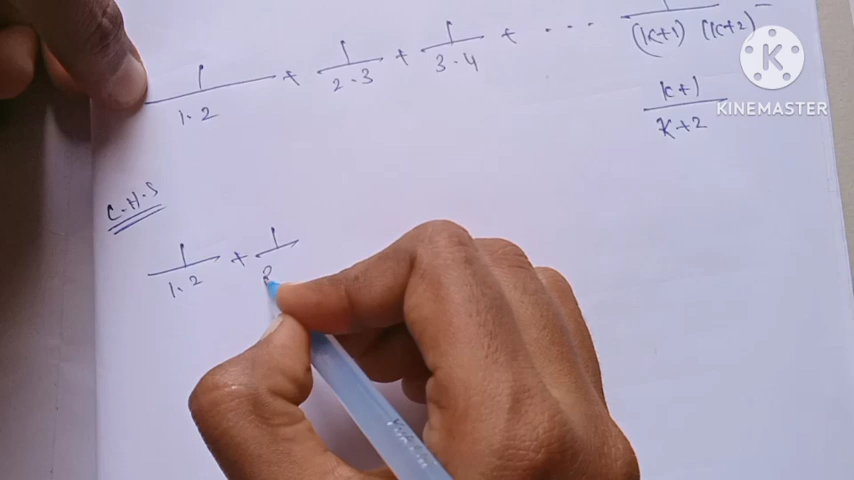 1/1·2 + 1/2·3 + 1/3·4 + ··· 1/(k+1) (k+2) =
k+1/k+2
KINEMASTER
L.H.S
1/1·2 + 1/2